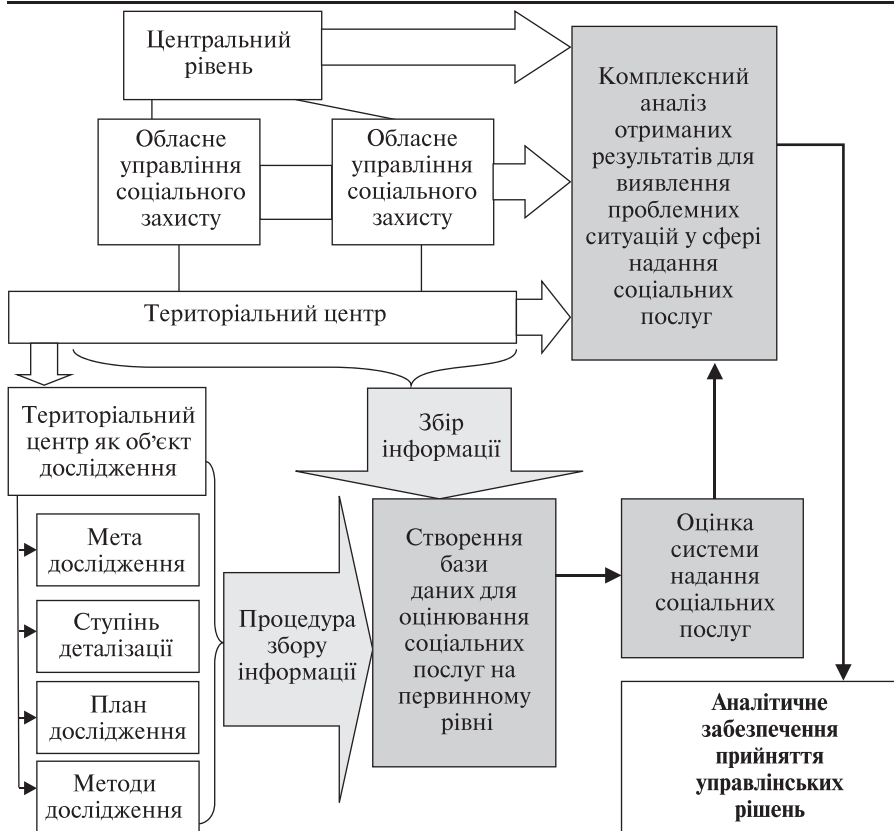 Центральний
рівень
Обласне
управління
соціального
захисту
Обласне
управління
соціального
захисту
Територіальний центр
Комплексний
аналіз
отриманих
результатів для
виявлення
проблемних
ситуацій у сфері
надання
соціальних
послуг
Територіальний
центр як об’єкт
дослідження
Мета
дослідження
Ступінь
деталізації
План
дослідження
Методи
дослідження
Збір
інформації
Процедура
збору
інформації
Створення
бази
даних для
оцінювання
соціальних
послуг на
первинному
рівні
Оцінка
системи
надання
соціальних
послуг
Аналітичне
забезпечення
прийняття
управлінських
рішень